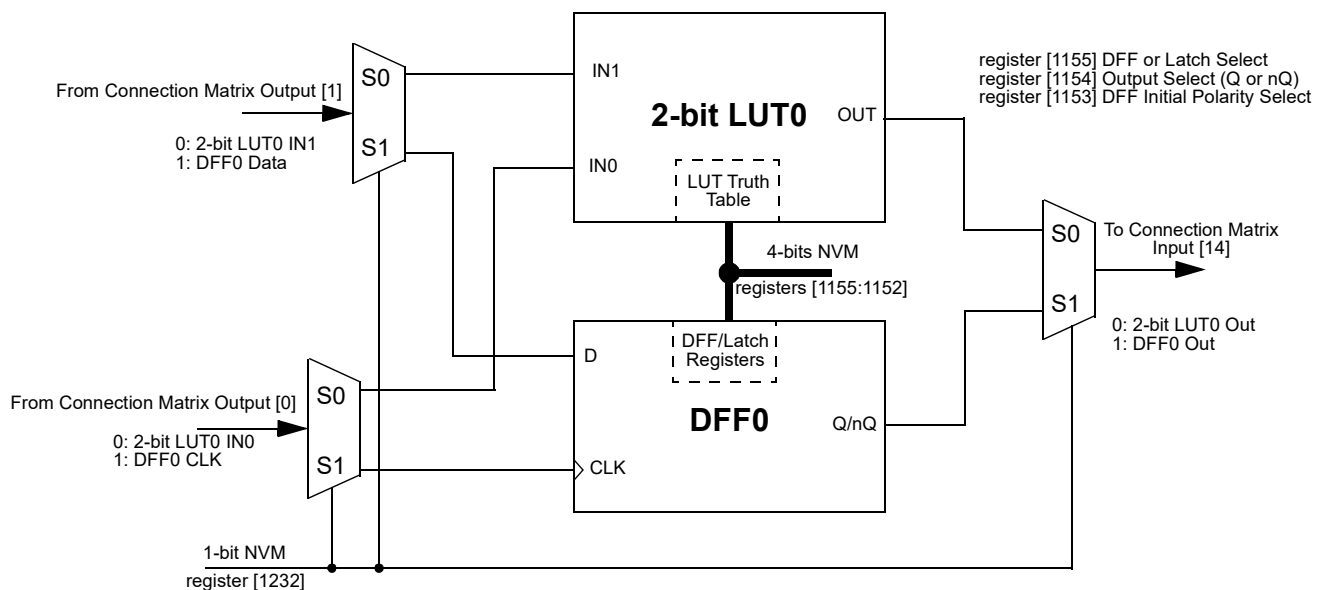 From Connection Matrix Output [1]
0: 2-bit LUT0 IN1
1: DFF0 Data
S0
S1
IN1
IN0
2-bit LUT0
OUT
LUT Truth
Table
register [1155] DFF or Latch Select
register [1154] Output Select (Q or nQ)
register [1153] DFF Initial Polarity Select
4-bits NVM
registers [1155:1152]
S0
S1
To Connection Matrix
Input [14]
0: 2-bit LUT0 Out
1: DFF0 Out
From Connection Matrix Output [0]
0: 2-bit LUT0 IN0
1: DFF0 CLK
S0
S1
D
CLK
DFF/Latch
Registers
DFF0
Q/nQ
1-bit NVM
register [1232]